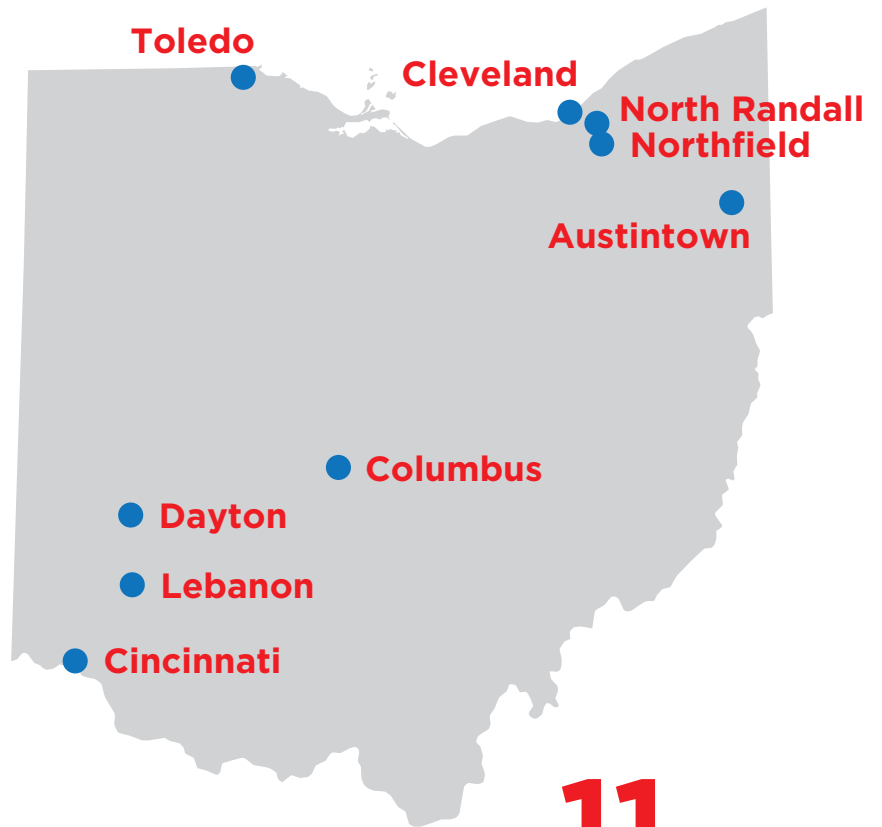 Toledo
Cleveland
North Randall
Northfield
Austintown
Columbus
Dayton
Lebanon
Cincinnati
11